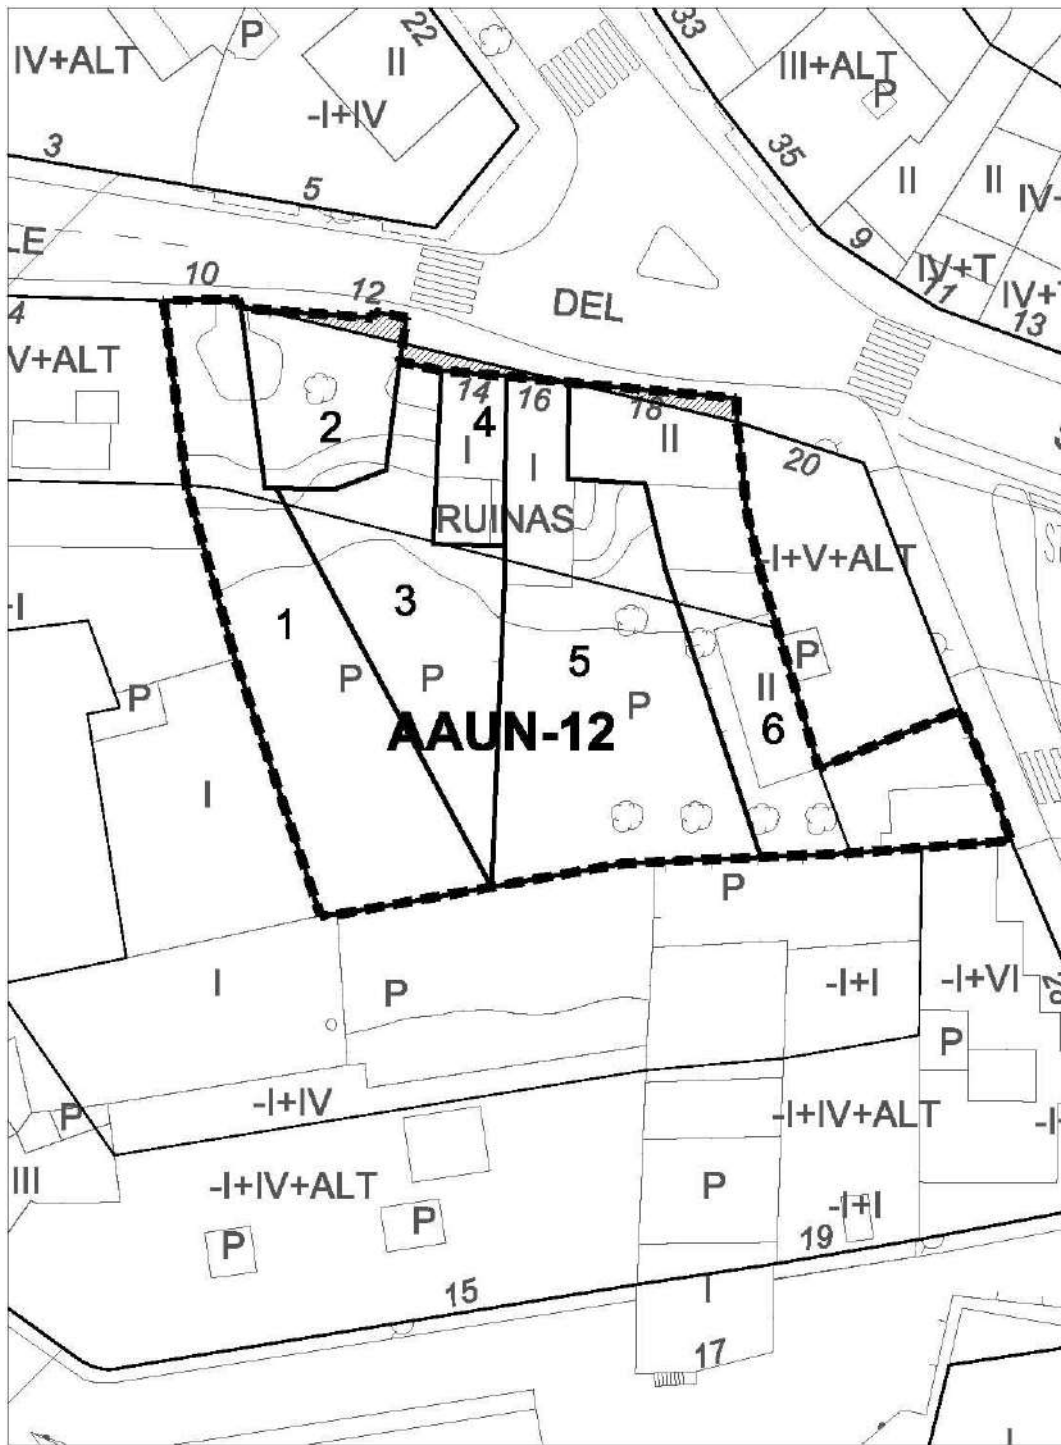 P
22
33
IV+ALT
II
III+ALT
P
-I+IV
3
35
5
II
II
IV-
LE
9
10
IV+T
11
IV+T
13
12
DEL
4
V+ALT
14
16
18
2
4
II
20
I
I
RUINAS
-I+V+ALT
-I
3
1
5
P
P
P
P
II
P
6
AAUN-12
I
P
I
P
-I+I
-I+VI
P
P
-I+IV
-I+IV+ALT
III
-I+IV+ALT
P
-I+I
P
P
19
15
I
17
I